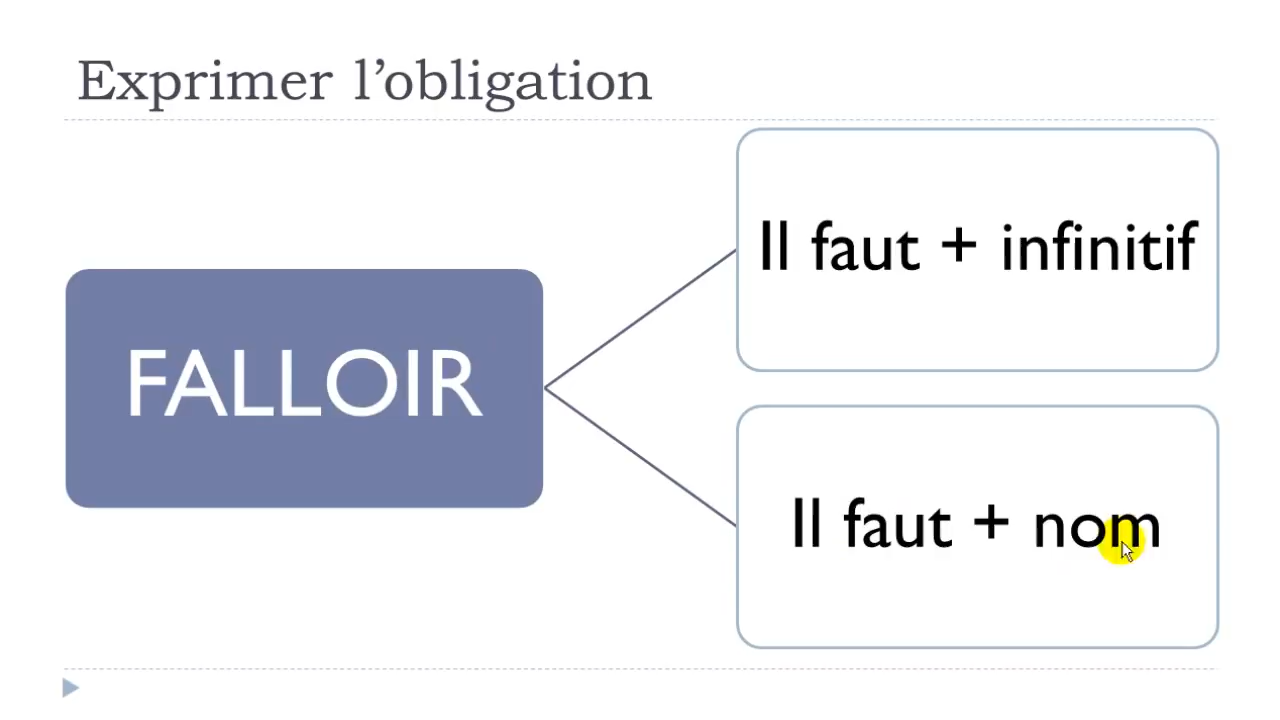 Exprimer l’obligation
FALLOIR
Il faut + infinitif
Il faut + nom